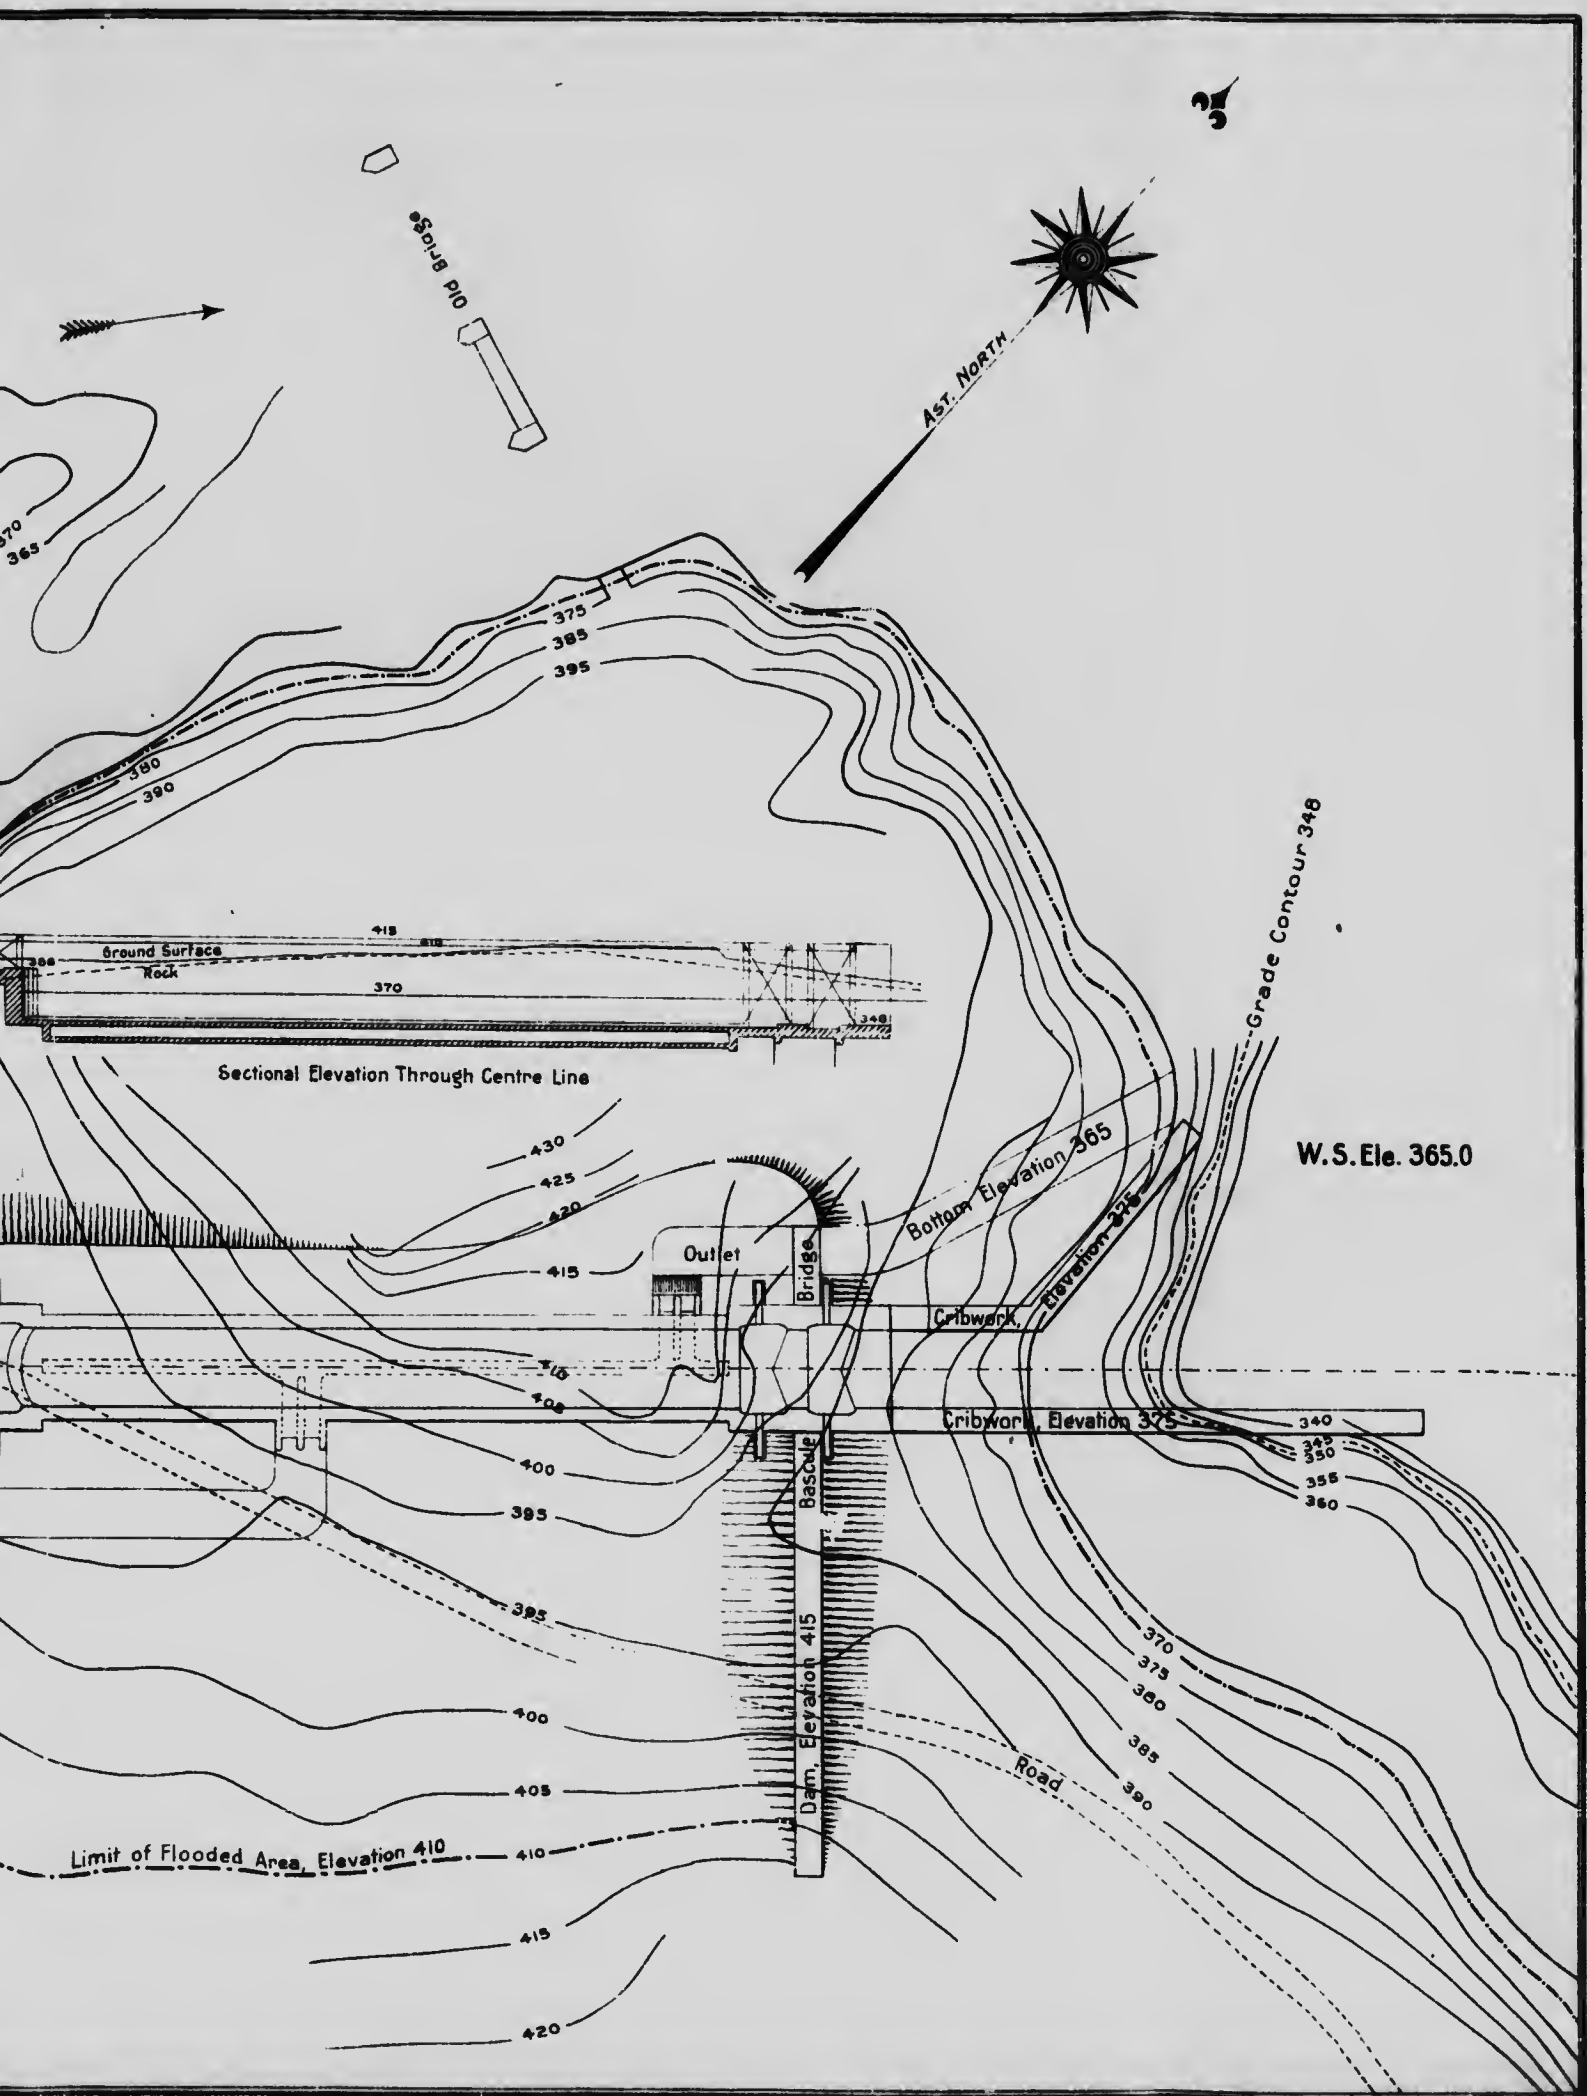 Old Bridge
AST. NORTH
370
365
375
385
395
380
390
Grade Contour 348
415
Ground Surface
Rock
370
348
Sectional Elevation Through Centre Line
W.S. Ele. 365.0
430
425
420
415
Outlet
Bridge
Bottom Elevation 365
Cribwork, Elevation 375
410
405
400
395
Bascule
Cribwork, Elevation 375
340
345
350
355
360
395
400
405
Dam, Elevation 415
370
375
380
385
390
Road
Limit of Flooded Area, Elevation 410
410
415
420